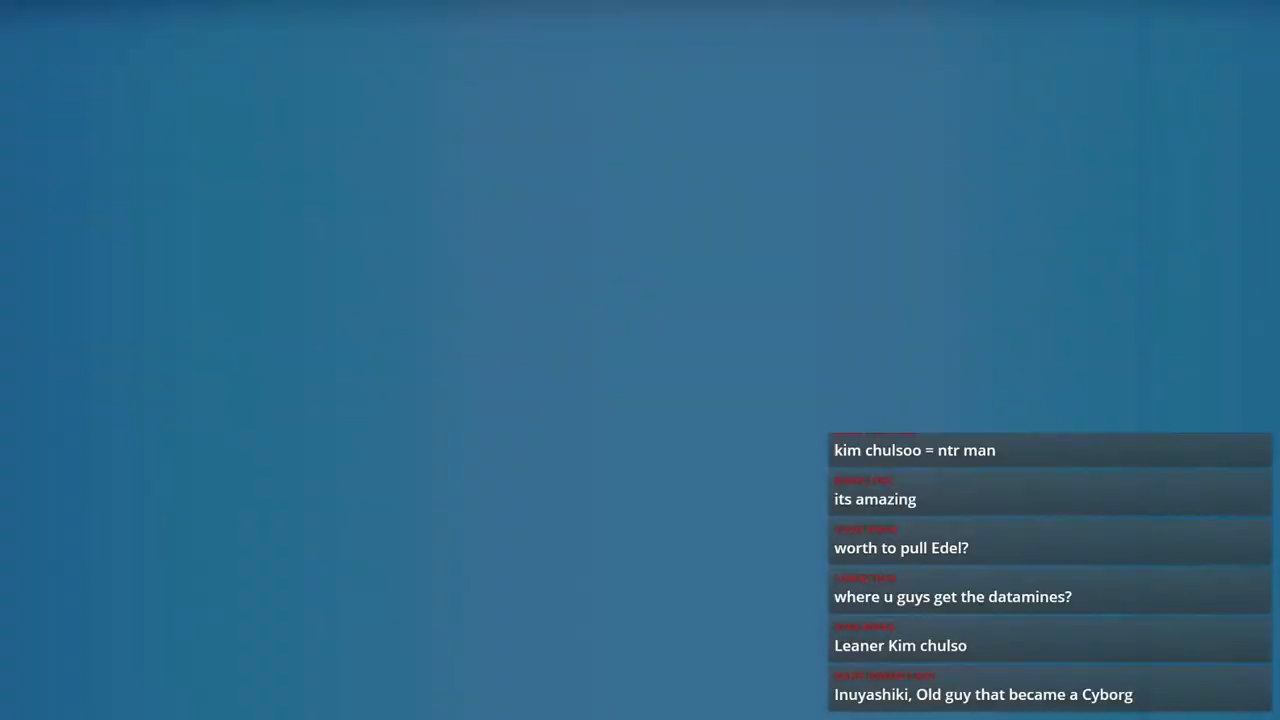 kim chulsoo = ntr man
its amazing
worth to pull Edel?
where u guys get the datamines?
Leaner Kim chulso
Inuyashiki, Old guy that became a Cyborg